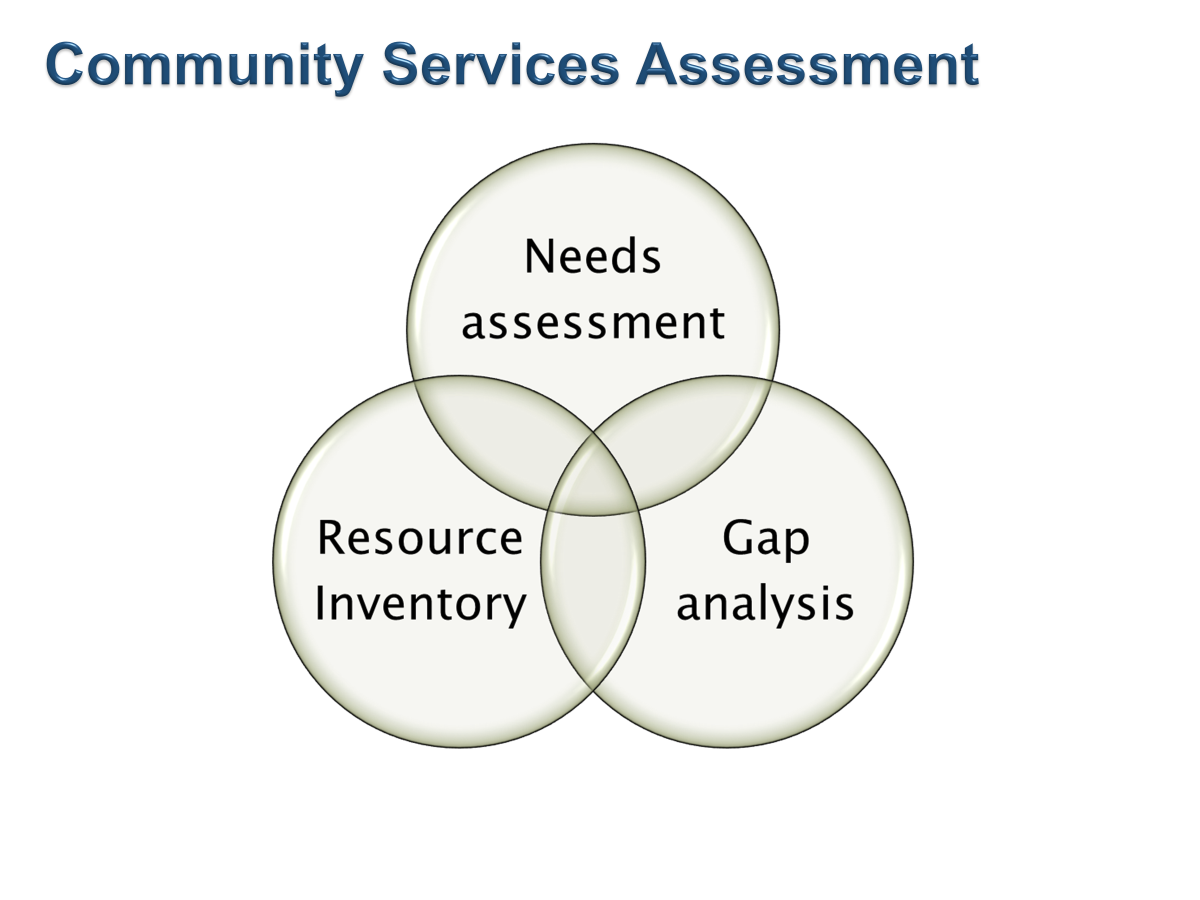 Community Services Assessment
Needs
assessment
Resource
Inventory
Gap
analysis